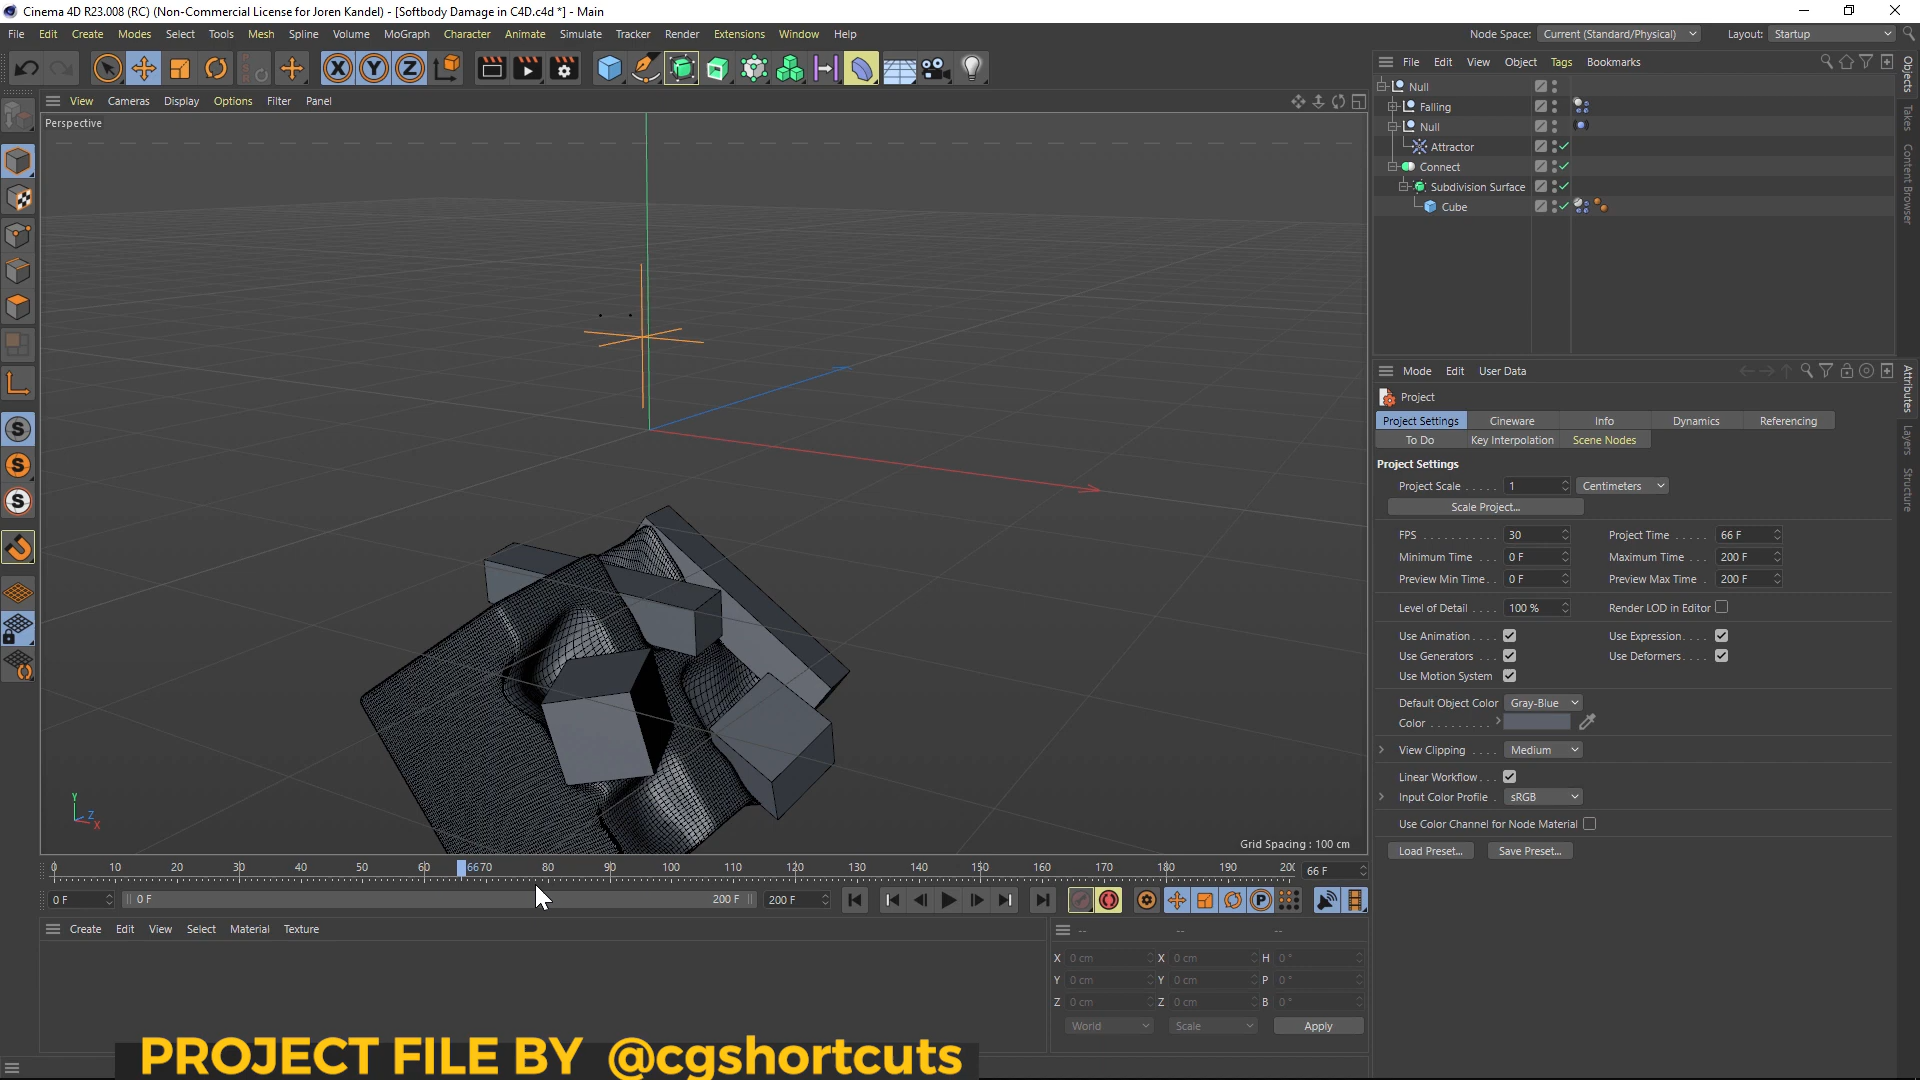 Cinema 4D R23.008 (RC) (Non-Commercial License for Joren Kandel) - [Softbody Damage in C4D.c4d *] - Main
File Edit Create Modes Select Tools Mesh Spline Volume MoGraph Character Animate Simulate Tracker Render Extensions Window Help Node Space: Current (Standard/Physical) Layout: Startup
File Edit View Object Tags Bookmarks
View Cameras Display Options Filter Panel
Perspective
Null
Falling
Null
Attractor
Connect
Subdivision Surface
Cube
Objects
Takes
Content Browser
Mode Edit User Data
Project
Project Settings Cineware Info Dynamics Referencing
To Do Key Interpolation Scene Nodes
Project Settings
Project Scale ..... 1 Centimeters
Scale Project...
FPS ........... 30 Project Time ..... 66 F
Minimum Time ... 0 F Maximum Time ... 200 F
Preview Min Time.. 0 F Preview Max Time . 200 F
Level of Detail .... 100 % Render LOD in Editor
Use Animation.... Use Expression....
Use Generators ... Use Deformers....
Use Motion System
Default Object Color Gray-Blue
Color .........
View Clipping .... Medium
Linear Workflow...
Input Color Profile . sRGB
Use Color Channel for Node Material
Load Preset... Save Preset...
Attributes
Layers
Structure
Y
Z
X
Grid Spacing : 100 cm
0 10 20 30 40 50 60 6670 80 90 100 110 120 130 140 150 160 170 180 190 20 66 F
0 F 0 F 200 F 200 F
Create Edit View Select Material Texture
-- -- --
X 0 cm X 0 cm H 0 °
Y 0 cm Y 0 cm P 0 °
Z 0 cm Z 0 cm B 0 °
World Scale Apply
PROJECT FILE BY @cgshortcuts